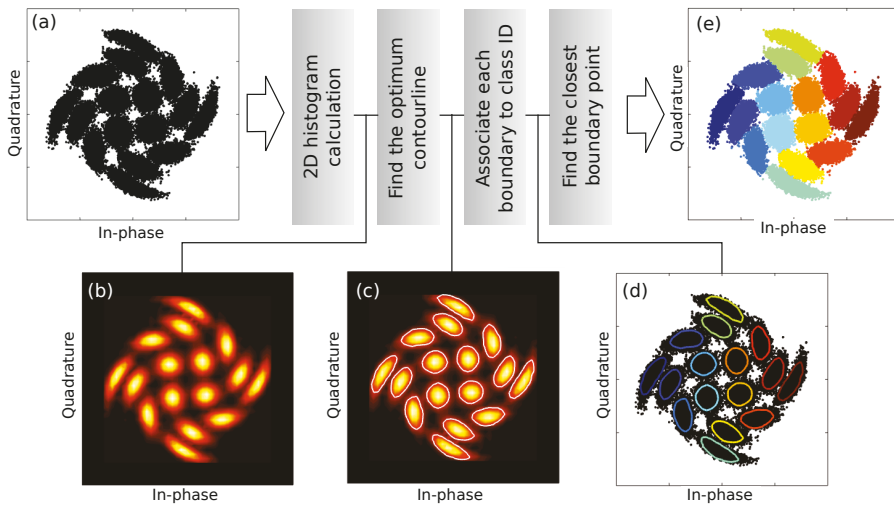 (a)
Quadrature
In-phase
2D histogram
calculation
Find the optimum
contourline
Associate each
boundary to class ID
Find the closest
boundary point
(e)
Quadrature
In-phase
(b)
Quadrature
In-phase
(c)
Quadrature
In-phase
(d)
Quadrature
In-phase